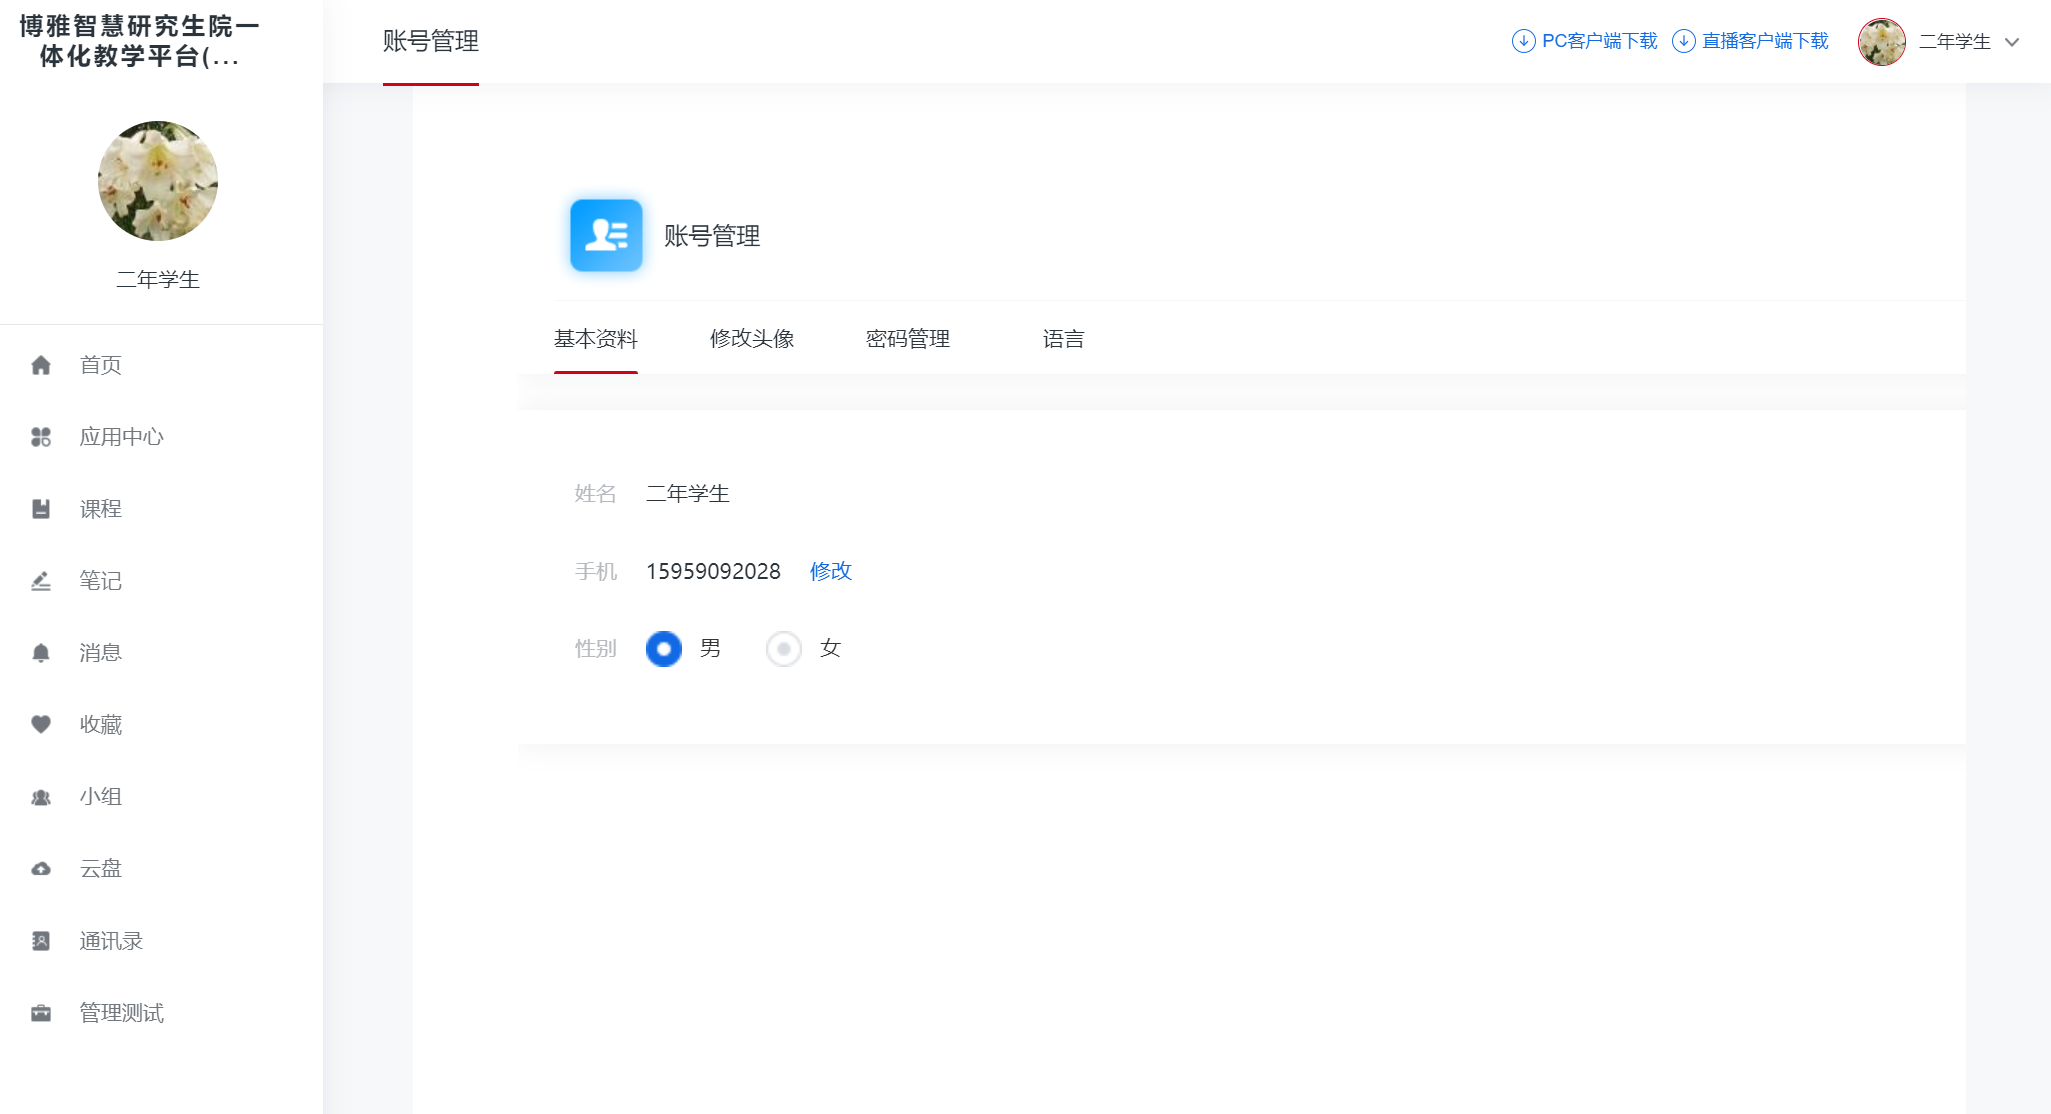 博雅智慧研究生院一
体化教学平台(...
二年学生
首页
应用中心
课程
笔记
消息
收藏
小组
云盘
通讯录
管理测试
账号管理
PC客户端下载
直播客户端下载
二年学生
账号管理
基本资料 修改头像 密码管理 语言
姓名 二年学生
手机 15959092028 修改
性别 男 女